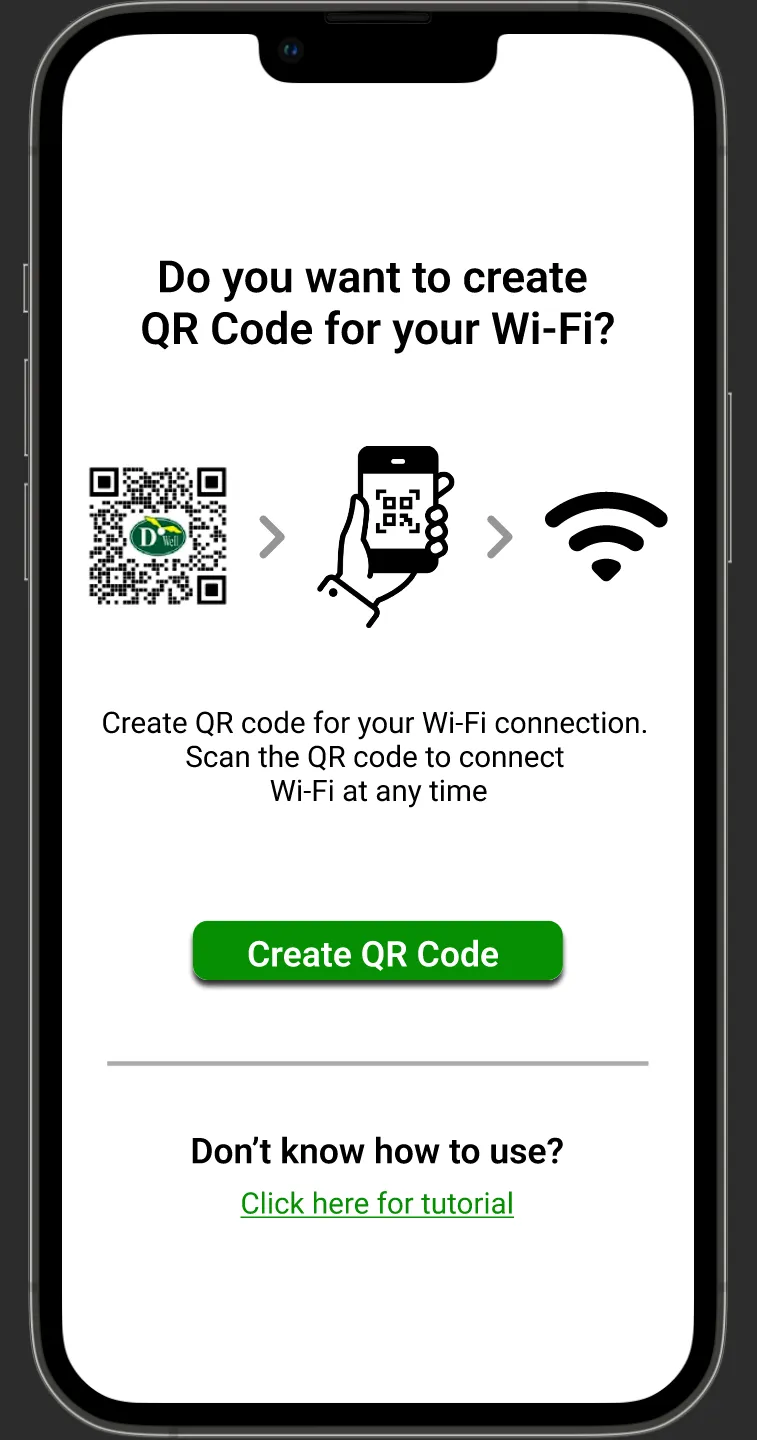 Do you want to create
QR Code for your Wi-Fi?
D Well
Create QR code for your Wi-Fi connection.
Scan the QR code to connect
Wi-Fi at any time
Create QR Code
Don’t know how to use?
Click here for tutorial